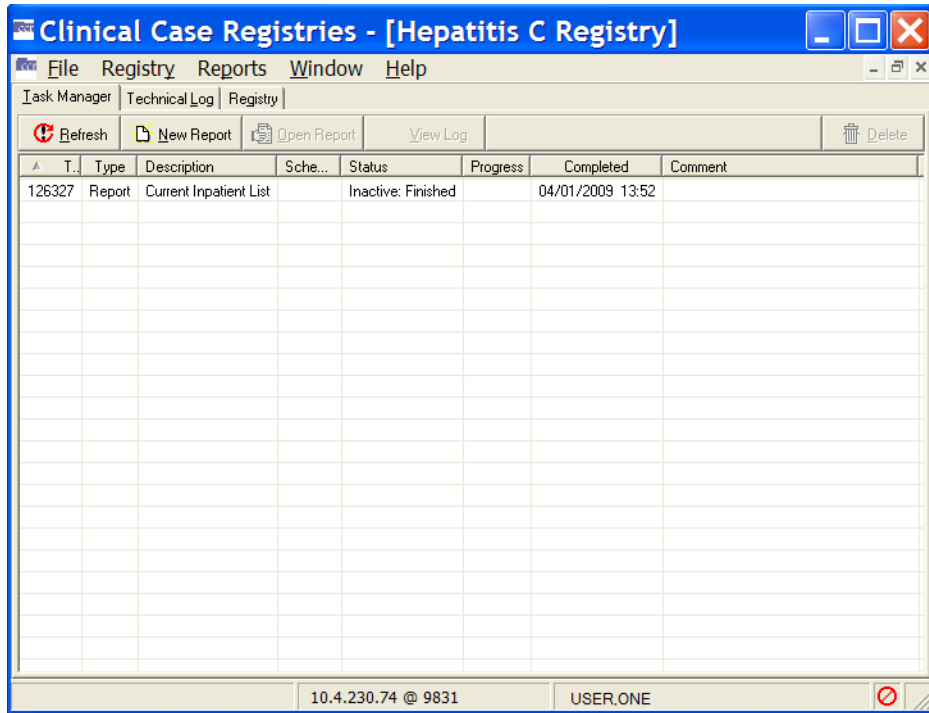 Clinical Case Registries - [Hepatitis C Registry]
File Registry Reports Window Help
Task Manager Technical Log Registry
Refresh New Report Open Report View Log Delete
T.. Type Description Sche... Status Progress Completed Comment
126327 Report Current Inpatient List Inactive: Finished 04/01/2009 13:52
10.4.230.74 @ 9831 USER,ONE